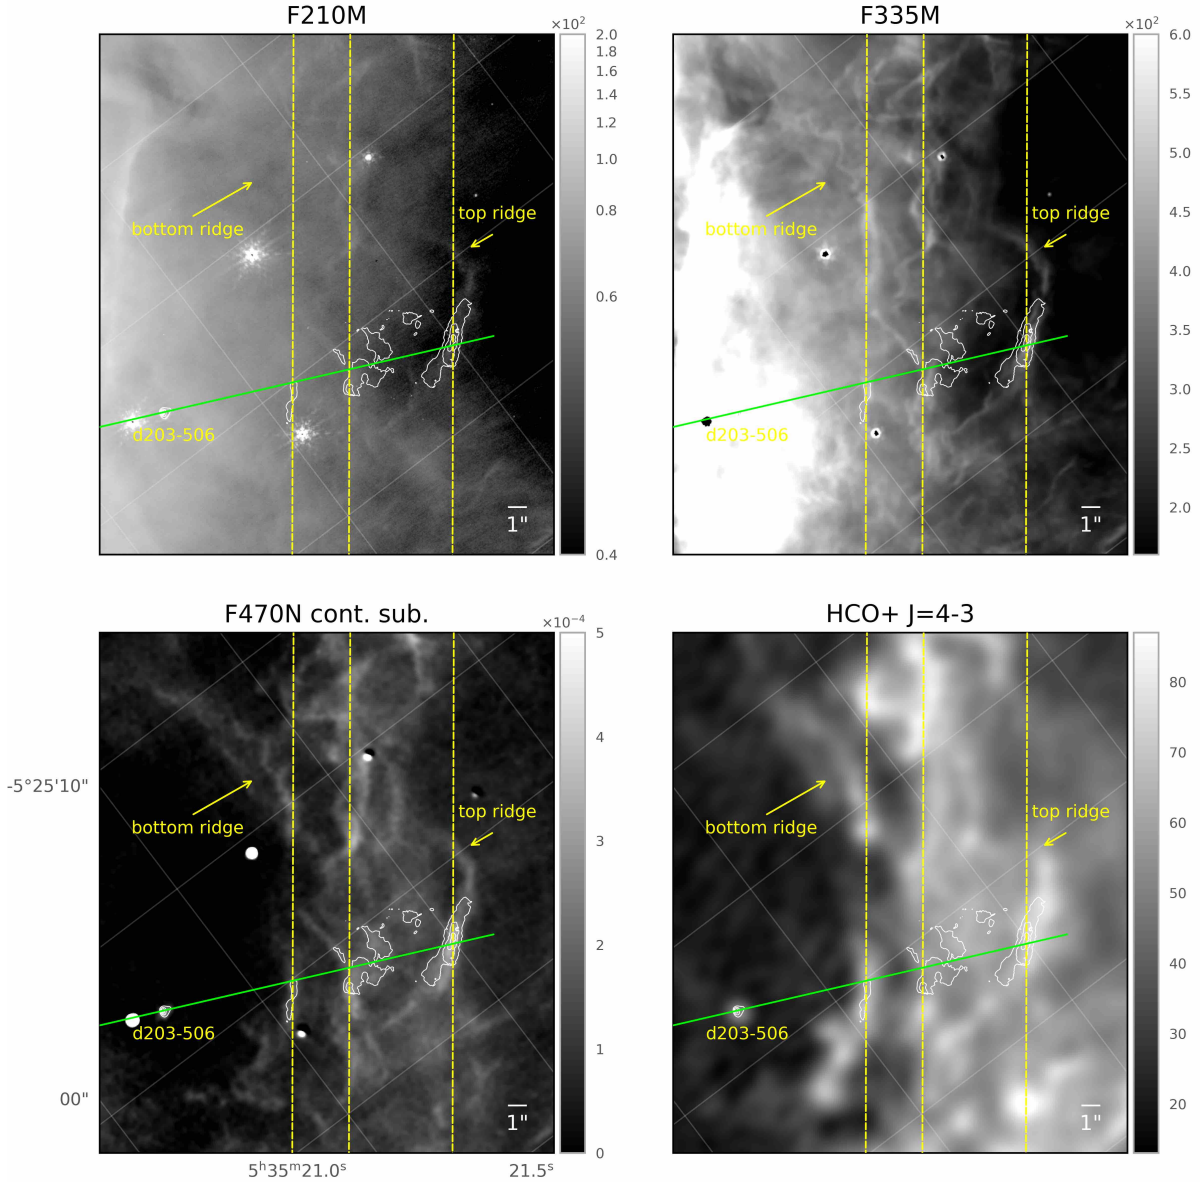 F210M
×10²
2.0
1.8
1.6
1.4
1.2
1.0
0.8
0.6
0.4
bottom ridge
top ridge
d203-506
1"
F335M
×10²
6.0
5.5
5.0
4.5
4.0
3.5
3.0
2.5
2.0
bottom ridge
top ridge
d203-506
1"
F470N cont. sub.
×10⁻⁴
5
4
3
2
1
0
-5°25'10"
00"
bottom ridge
top ridge
d203-506
1"
5ʰ35ᵐ21.0ˢ
21.5ˢ
HCO+ J=4-3
80
70
60
50
40
30
20
bottom ridge
top ridge
d203-506
1"